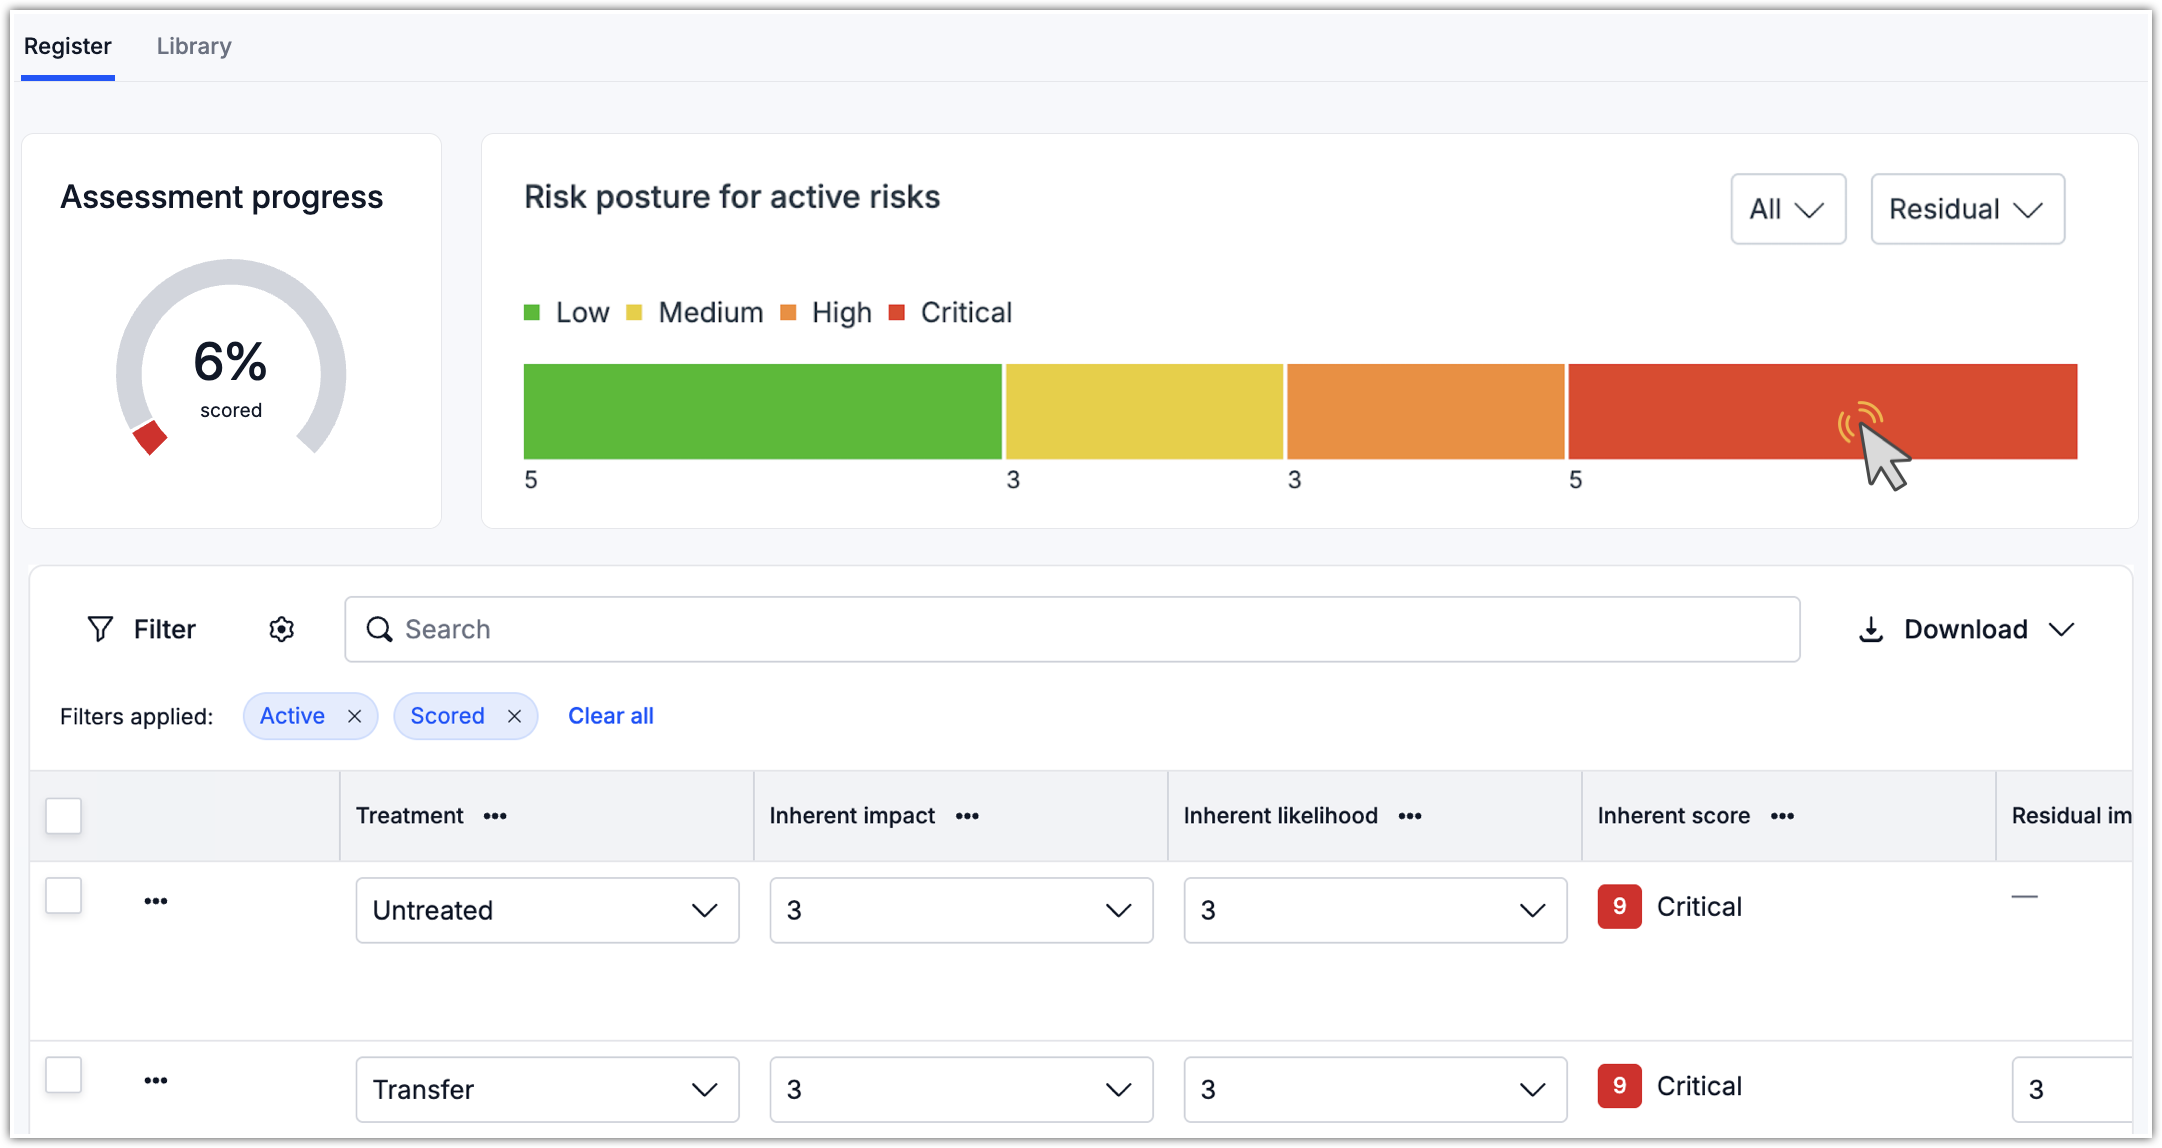 Register Library
Assessment progress
6%
scored
Risk posture for active risks
All Residual
Low Medium High Critical
5 3 3 5
Filter Search Download
Filters applied: Active Scored Clear all
Treatment Inherent impact Inherent likelihood Inherent score Residual im
Untreated 3 3 9 Critical —
Transfer 3 3 9 Critical 3